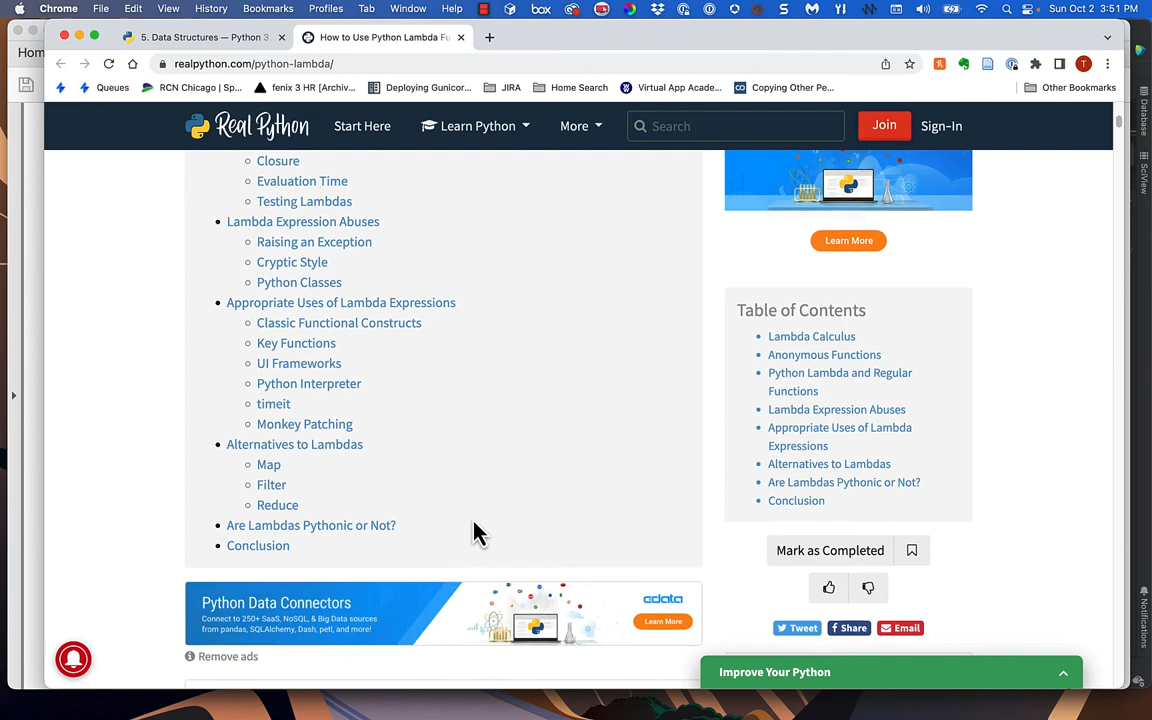 Chrome File Edit View History Bookmarks Profiles Tab Window Help box Sun Oct 2 3:51 PM
5. Data Structures — Python 3. How to Use Python Lambda Fu
Hom
realpython.com/python-lambda/
Queues RCN Chicago | Sp... fenix 3 HR [Archiv... Deploying Gunicor... JIRA Home Search Virtual App Acade... Copying Other Pe... Other Bookmarks
Real Python Start Here Learn Python More Search Join Sign-In
Closure
Evaluation Time
Testing Lambdas
Lambda Expression Abuses
Raising an Exception
Cryptic Style
Python Classes
Appropriate Uses of Lambda Expressions
Classic Functional Constructs
Key Functions
UI Frameworks
Python Interpreter
timeit
Monkey Patching
Alternatives to Lambdas
Map
Filter
Reduce
Are Lambdas Pythonic or Not?
Conclusion
Python Data Connectors
Connect to 250+ SaaS, NoSQL, & Big Data sources
from pandas, SQLAlchemy, Dash, petl, and more!
cdata
Learn More
Remove ads
Learn More
Table of Contents
Lambda Calculus
Anonymous Functions
Python Lambda and Regular
Functions
Lambda Expression Abuses
Appropriate Uses of Lambda
Expressions
Alternatives to Lambdas
Are Lambdas Pythonic or Not?
Conclusion
Mark as Completed
Tweet Share Email
Improve Your Python
Database
SciView
Notifications